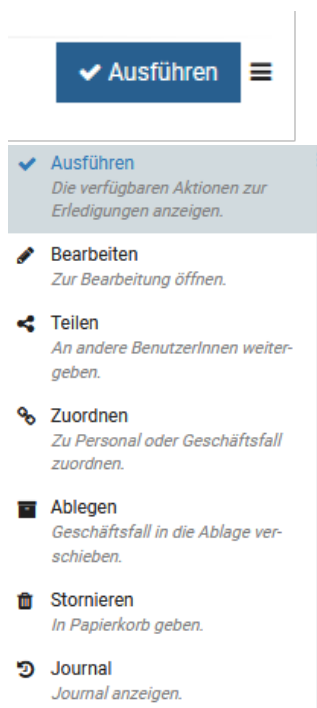 Ausführen
Ausführen
Die verfügbaren Aktionen zur
Erledigungen anzeigen.
Bearbeiten
Zur Bearbeitung öffnen.
Teilen
An andere BenutzerInnen weiter-
geben.
Zuordnen
Zu Personal oder Geschäftsfall
zuordnen.
Ablegen
Geschäftsfall in die Ablage ver-
schieben.
Stornieren
In Papierkorb geben.
Journal
Journal anzeigen.